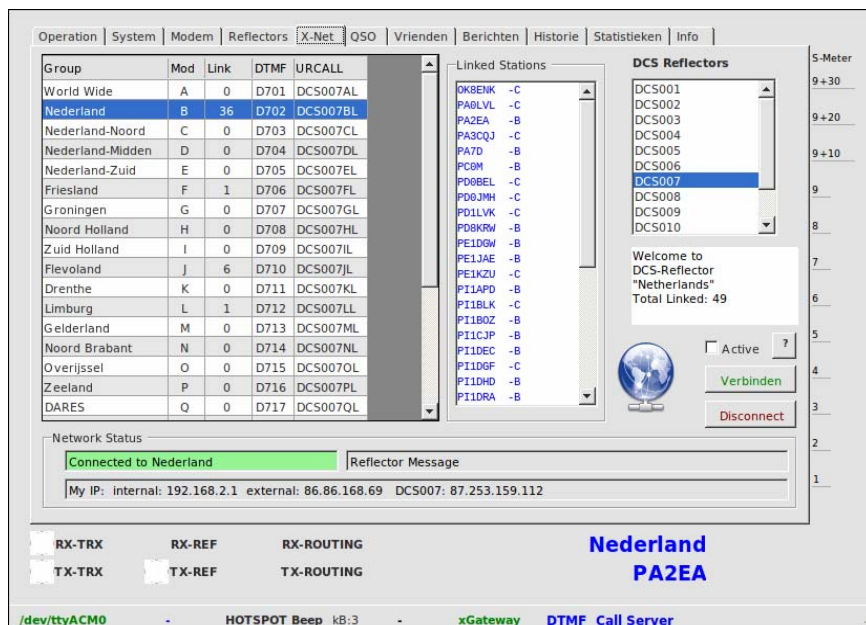 Operation System Modem Reflectors X-Net QSO Vrienden Berichten Historie Statistieken Info
Group Mod Link DTMF URCALL
World Wide A 0 D701 DCS007AL
Nederland B 36 D702 DCS007BL
Nederland-Noord C 0 D703 DCS007CL
Nederland-Midden D 0 D704 DCS007DL
Nederland-Zuid E 0 D705 DCS007EL
Friesland F 1 D706 DCS007FL
Groningen G 0 D707 DCS007GL
Noord Holland H 0 D708 DCS007HL
Zuid Holland I 0 D709 DCS007IL
Flevoland J 6 D710 DCS007JL
Drenthe K 0 D711 DCS007KL
Limburg L 1 D712 DCS007LL
Gelderland M 0 D713 DCS007ML
Noord Brabant N 0 D714 DCS007NL
Overijssel O 0 D715 DCS007OL
Zeeland P 0 D716 DCS007PL
DARES Q 0 D717 DCS007QL
Linked Stations
OK8ENK -C
PA0LVL -C
PA2EA -B
PA3CQJ -C
PA7D -B
PC0M -B
PD0BEL -C
PD0JMH -C
PD1LVK -C
PD8KRW -B
PE1DGW -B
PE1JAE -B
PE1KZU -C
PI1APD -B
PI1BLK -C
PI1BOZ -B
PI1CJP -B
PI1DEC -B
PI1DGF -C
PI1DHD -B
PI1DRA -B
DCS Reflectors
DCS001
DCS002
DCS003
DCS004
DCS005
DCS006
DCS007
DCS008
DCS009
DCS010
Welcome to
DCS-Reflector
"Netherlands"
Total Linked: 49
Active ?
Verbinden
Disconnect
S-Meter
9+30
9+20
9+10
9
8
7
6
5
4
3
2
1
Network Status
Connected to Nederland Reflector Message
My IP: internal: 192.168.2.1 external: 86.86.168.69 DCS007: 87.253.159.112
RX-TRX RX-REF RX-ROUTING Nederland
TX-TRX TX-REF TX-ROUTING PA2EA
/dev/ttyACM0 - HOTSPOT Beep kB:3 - xGateway DTMF Call Server